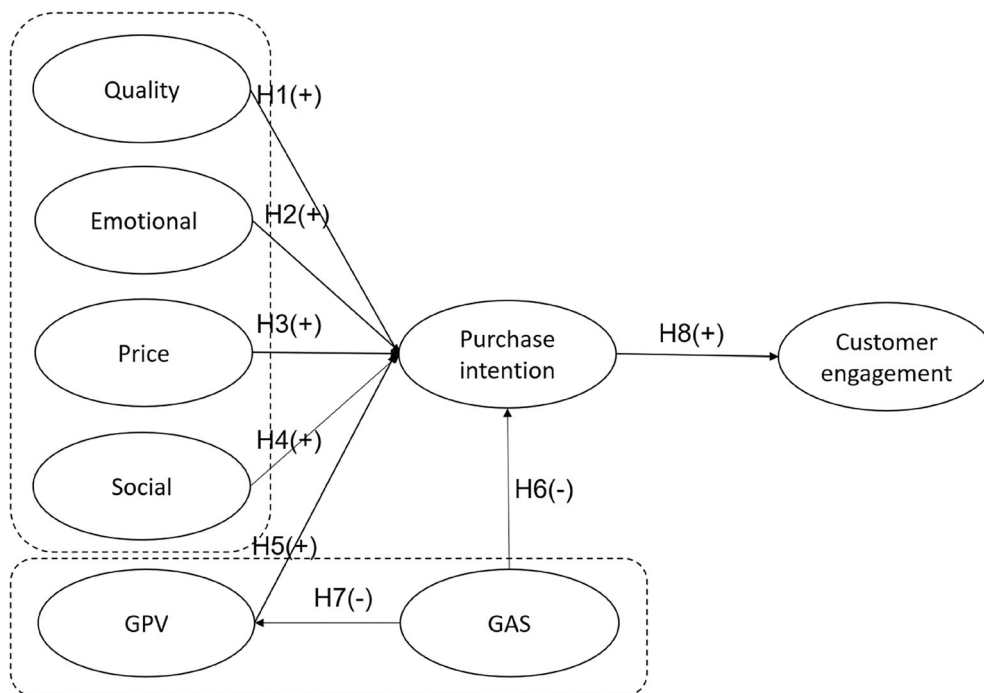 Quality
H1(+)
Emotional
H2(+)
Price
H3(+)
Purchase
intention
H8(+)
Customer
engagement
Social
H4(+)
H6(-)
H5(+)
GPV
H7(-)
GAS